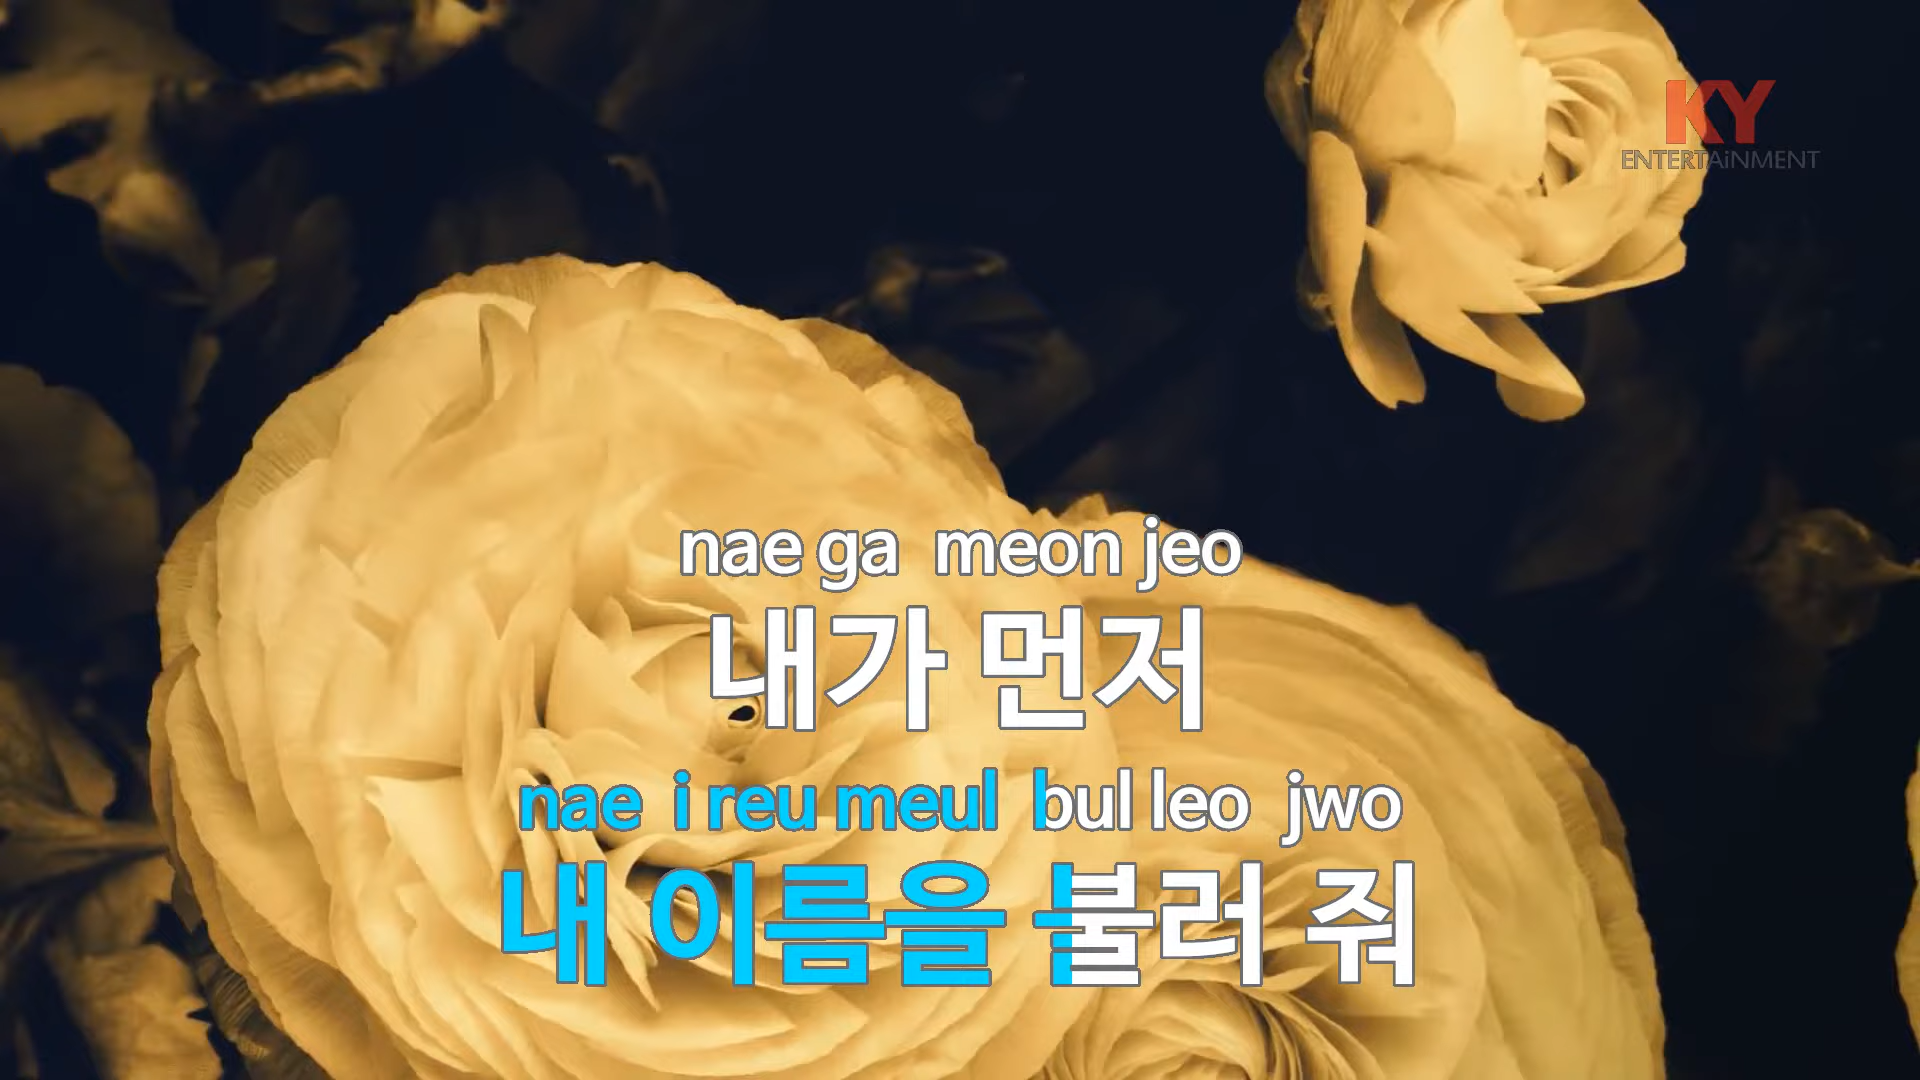 KY
ENTERTAiNMENT
nae ga meon jeo
내가 먼저
nae i reu meul bul leo jwo
내 이름을 불러 줘